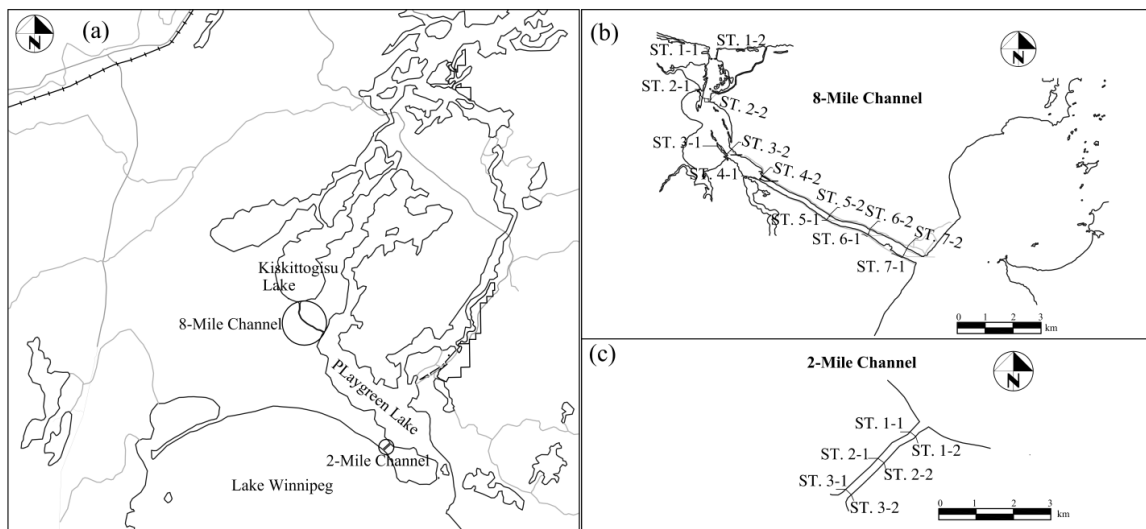 (a)
N
Kiskittogisu
Lake
8-Mile Channel
PLaygreen Lake
2-Mile Channel
Lake Winnipeg
(b)
N
8-Mile Channel
ST. 1-1
ST. 1-2
ST. 2-1
ST. 2-2
ST. 3-1
ST. 3-2
ST. 4-1
ST. 4-2
ST. 5-2
ST. 6-2
ST. 5-1
ST. 7-2
ST. 6-1
ST. 7-1
0 1 2 3
km
(c)
2-Mile Channel
N
ST. 1-1
ST. 1-2
ST. 2-1
ST. 2-2
ST. 3-1
ST. 3-2
0 1 2 3
km